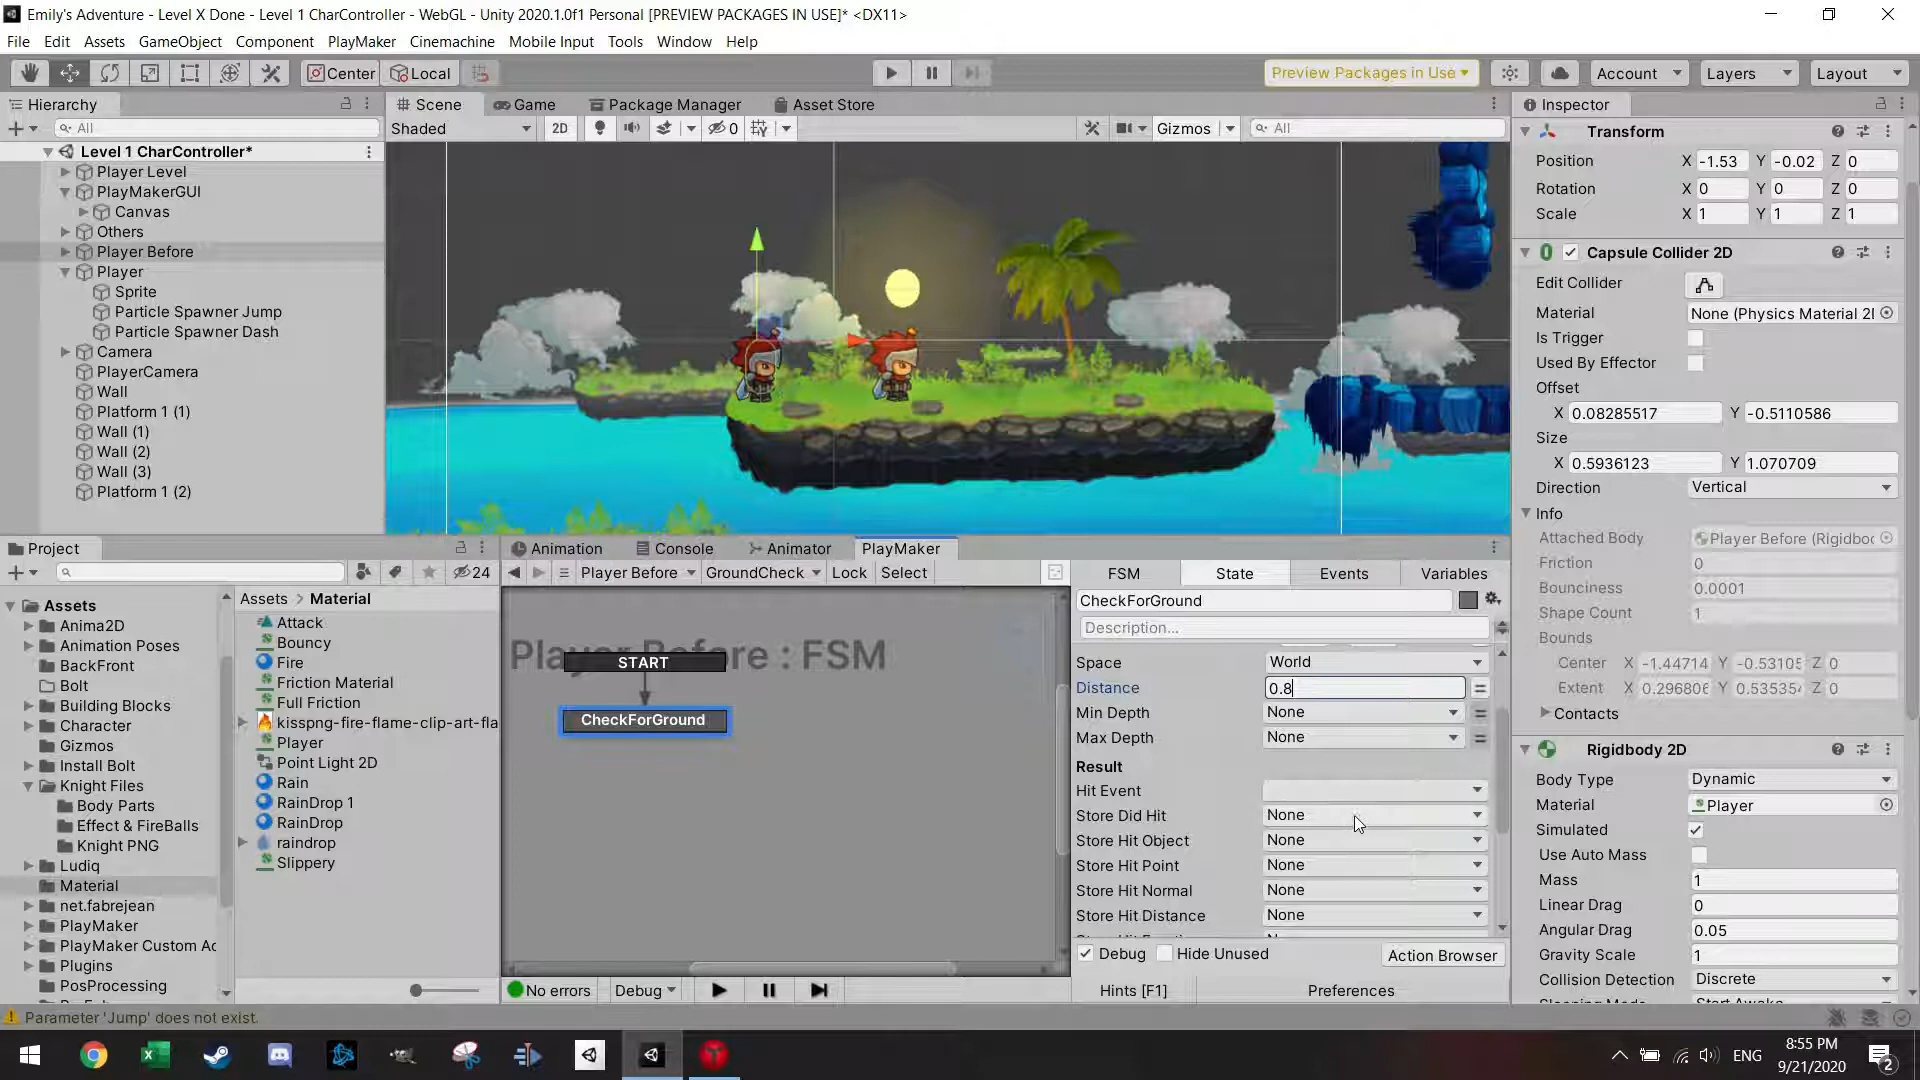 Emily's Adventure - Level X Done - Level 1 CharController - WebGL - Unity 2020.1.0f1 Personal [PREVIEW PACKAGES IN USE]* <DX11>
File Edit Assets GameObject Component PlayMaker Cinemachine Mobile Input Tools Window Help
Center Local Preview Packages in Use Account Layers Layout
Hierarchy
All
Level 1 CharController*
Player Level
PlayMakerGUI
Canvas
Others
Player Before
Player
Sprite
Particle Spawner Jump
Particle Spawner Dash
Camera
PlayerCamera
Wall
Platform 1 (1)
Wall (1)
Wall (2)
Wall (3)
Platform 1 (2)
Scene Game Package Manager Asset Store
Shaded 2D 0 Gizmos All
Inspector
Transform
Position X -1.53 Y -0.02 Z 0
Rotation X 0 Y 0 Z 0
Scale X 1 Y 1 Z 1
Capsule Collider 2D
Edit Collider
Material None (Physics Material 2
Is Trigger
Used By Effector
Offset
X 0.08285517 Y -0.5110586
Size
X 0.5936123 Y 1.070709
Direction Vertical
Info
Attached Body Player Before (Rigidbo
Friction 0
Bounciness 0.0001
Shape Count 1
Bounds
Center X -1.44714 Y -0.53105 Z 0
Extent X 0.296806 Y 0.535354 Z 0
Contacts
Rigidbody 2D
Body Type Dynamic
Material Player
Simulated
Use Auto Mass
Mass 1
Linear Drag 0
Angular Drag 0.05
Gravity Scale 1
Collision Detection Discrete
Sleeping Mode Start Awake
Project
24
Assets
Anima2D
Animation Poses
BackFront
Bolt
Building Blocks
Character
Gizmos
Install Bolt
Knight Files
Body Parts
Effect & FireBalls
Knight PNG
Ludiq
Material
net.fabrejean
PlayMaker
PlayMaker Custom Ac
Plugins
PosProcessing
Assets > Material
Attack
Bouncy
Fire
Friction Material
Full Friction
kisspng-fire-flame-clip-art-fla
Player
Point Light 2D
Rain
RainDrop 1
RainDrop
raindrop
Slippery
Animation Console Animator PlayMaker
Player Before GroundCheck Lock Select
Player Before : FSM
START
CheckForGround
No errors Debug
FSM State Events Variables
CheckForGround
Description...
Space World
Distance 0.8
Min Depth None
Max Depth None
Result
Hit Event
Store Did Hit None
Store Hit Object None
Store Hit Point None
Store Hit Normal None
Store Hit Distance None
Debug Hide Unused Action Browser
Hints [F1] Preferences
Parameter 'Jump' does not exist.
ENG
8:55 PM
9/21/2020
2